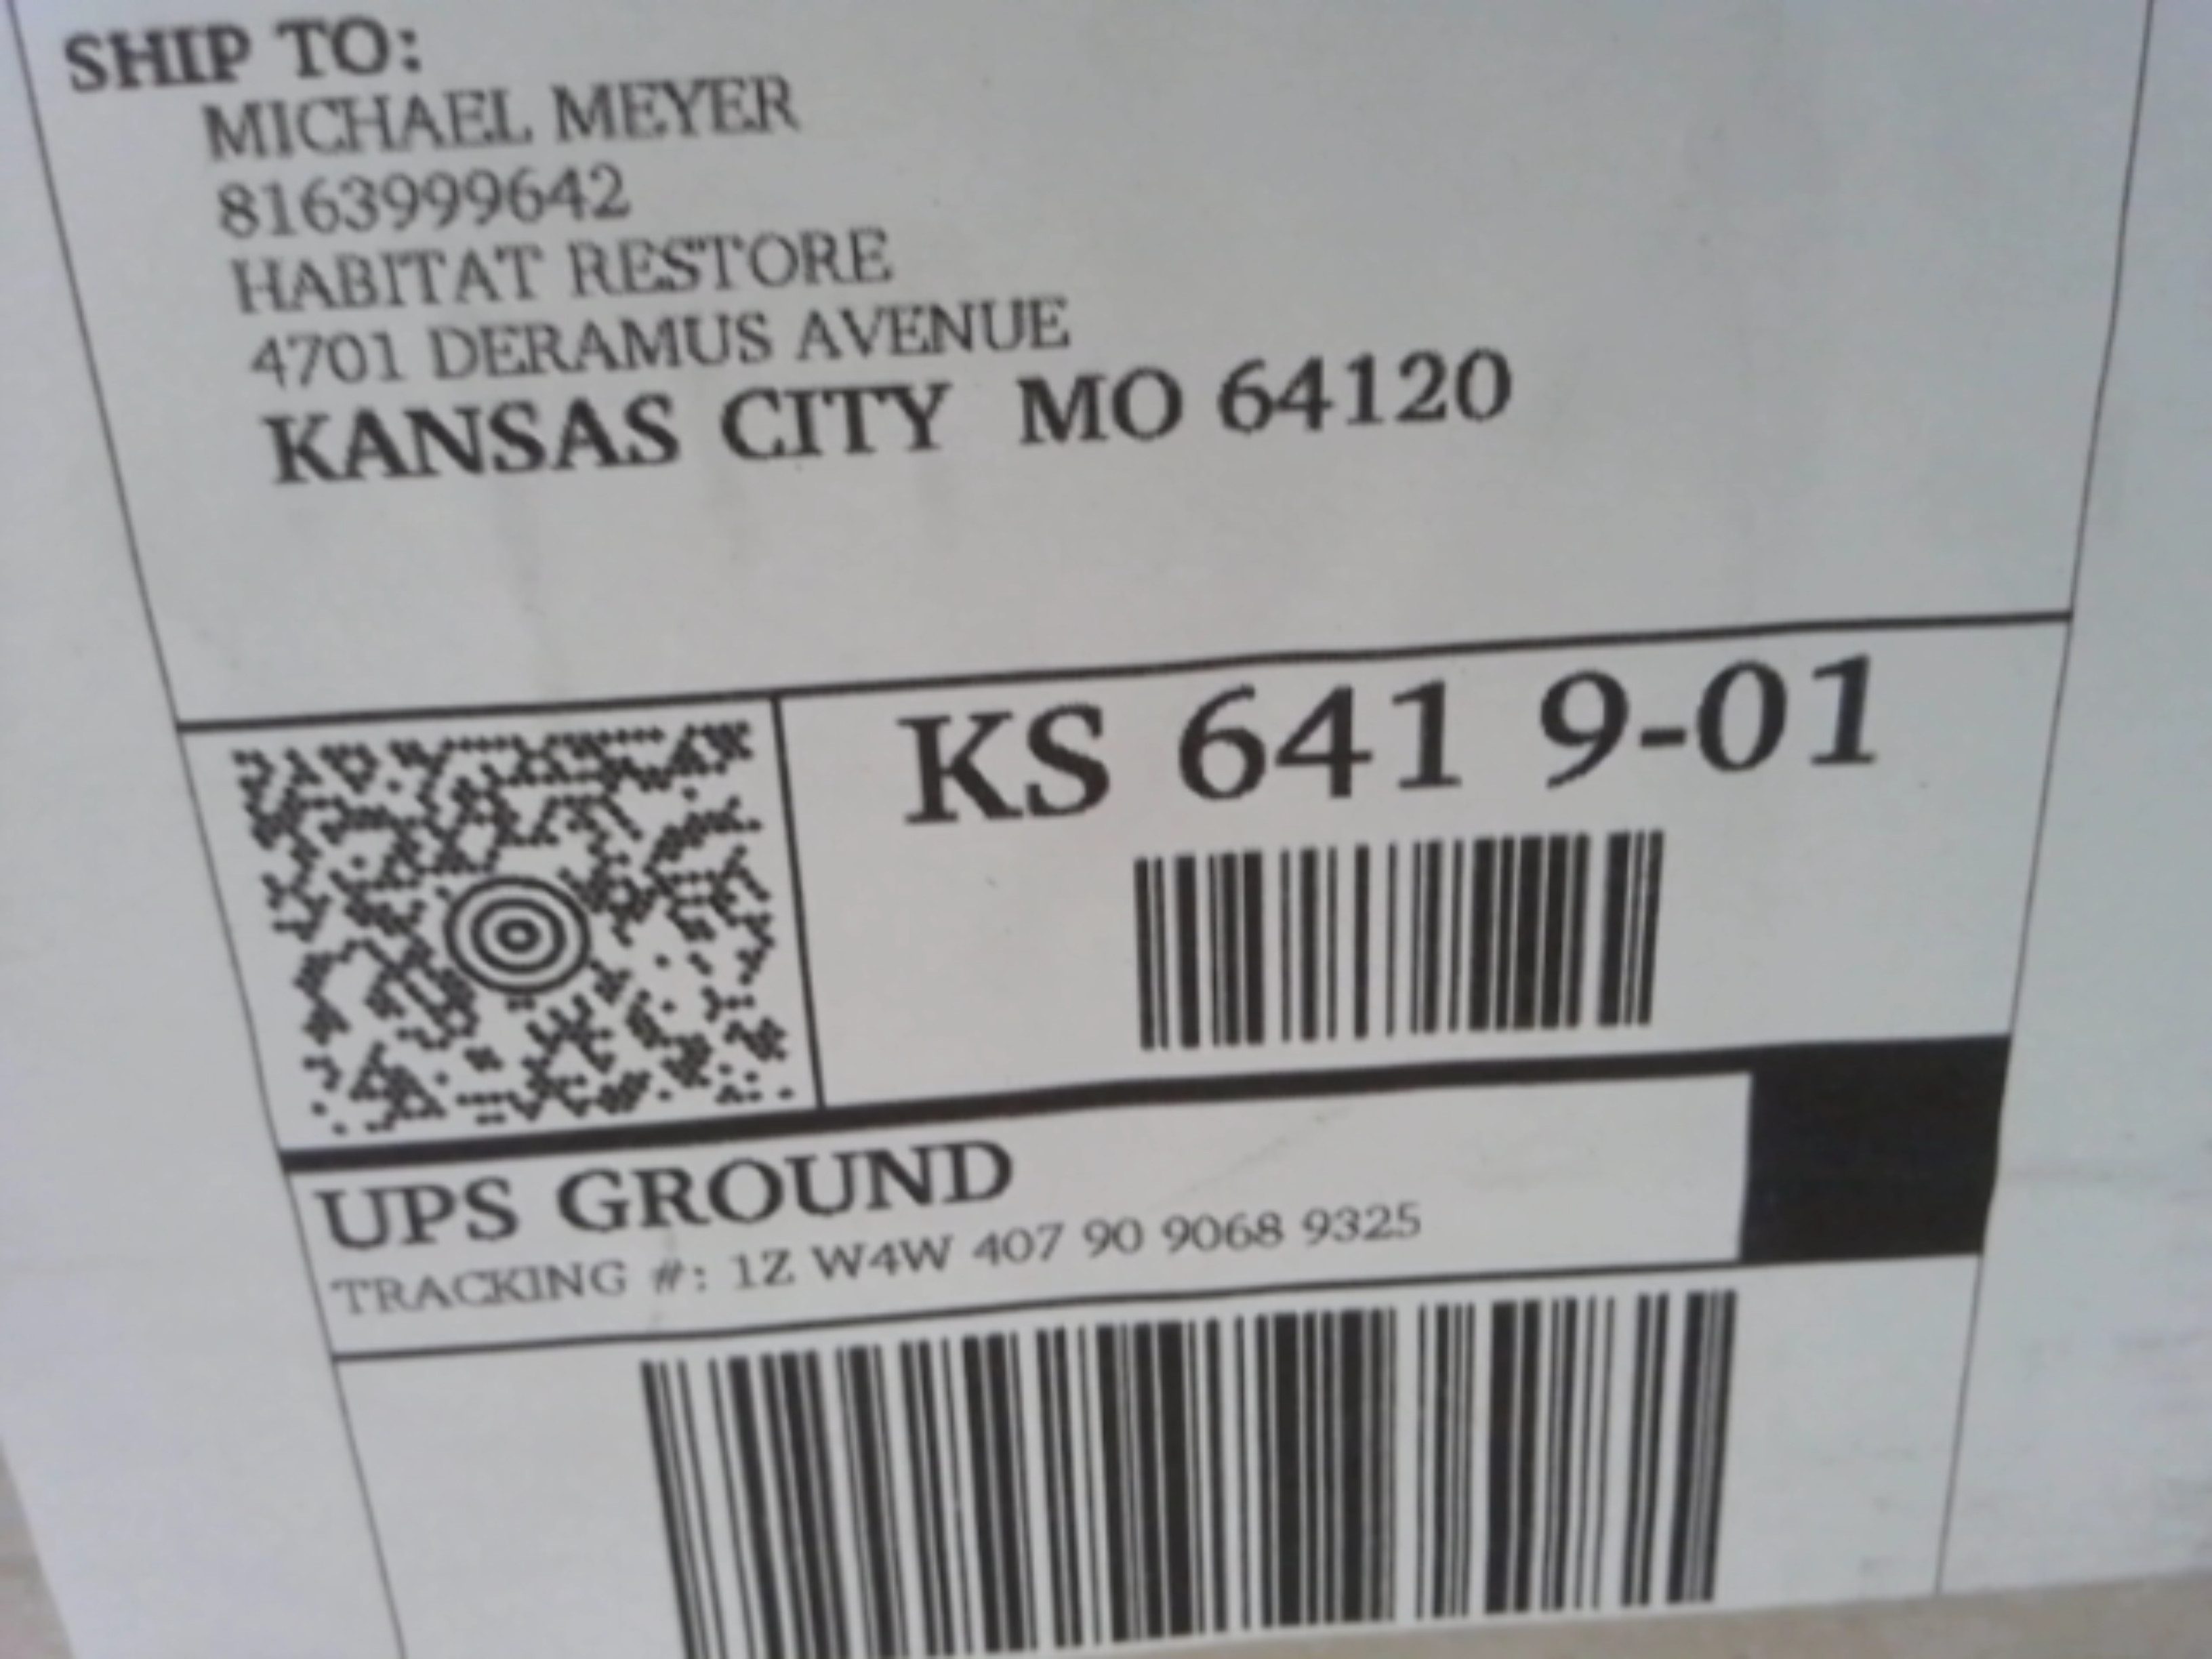 SHIP TO:
MICHAEL MEYER
8163999642
HABITAT RESTORE
4701 DERAMUS AVENUE
KANSAS CITY MO 64120
KS 641 9-01
UPS GROUND
TRACKING #: 1Z W4W 407 90 9068 9325